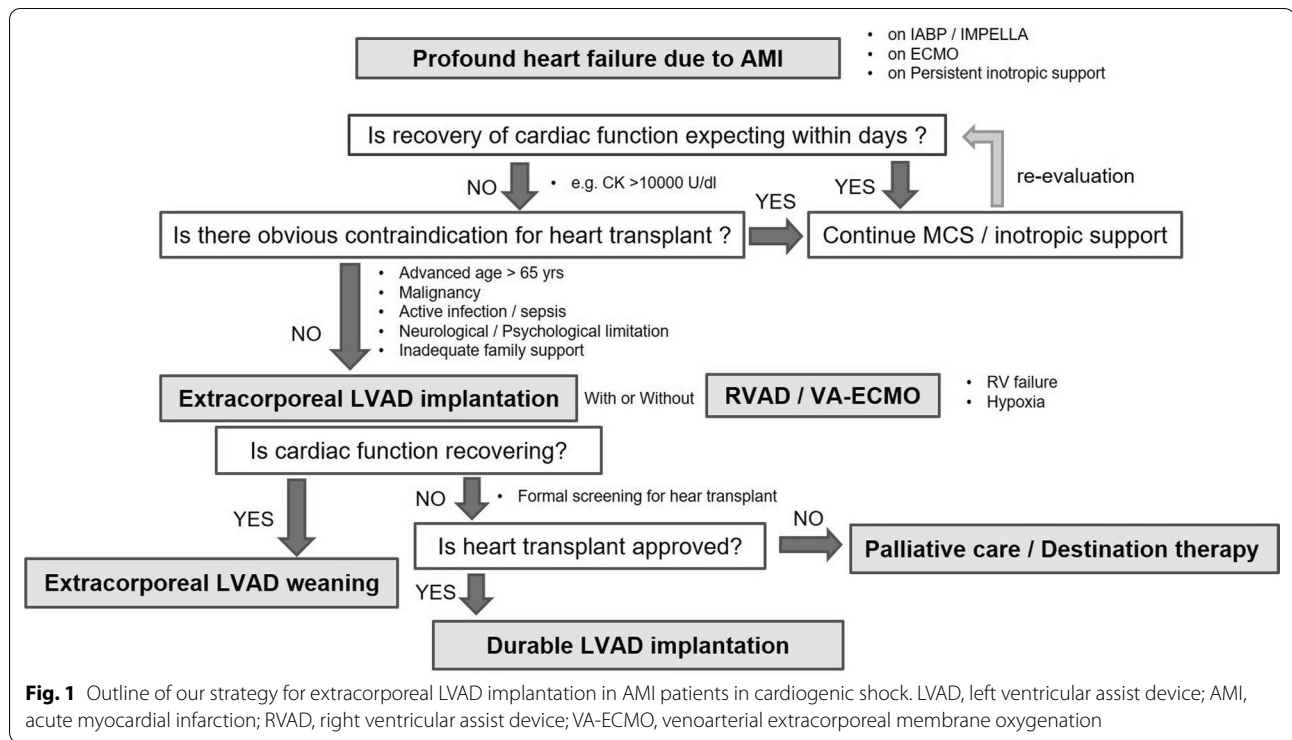 Profound heart failure due to AMI
• on IABP / IMPELLA
• on ECMO
• on Persistent inotropic support
Is recovery of cardiac function expecting within days ?
NO
• e.g. CK >10000 U/dl
YES
re-evaluation
Is there obvious contraindication for heart transplant ?
YES
Continue MCS / inotropic support
NO
• Advanced age > 65 yrs
• Malignancy
• Active infection / sepsis
• Neurological / Psychological limitation
• Inadequate family support
Extracorporeal LVAD implantation
With or Without
RVAD / VA-ECMO
• RV failure
• Hypoxia
Is cardiac function recovering?
YES
NO
• Formal screening for hear transplant
Extracorporeal LVAD weaning
Is heart transplant approved?
NO
Palliative care / Destination therapy
YES
Durable LVAD implantation
Fig. 1 Outline of our strategy for extracorporeal LVAD implantation in AMI patients in cardiogenic shock. LVAD, left ventricular assist device; AMI,
acute myocardial infarction; RVAD, right ventricular assist device; VA-ECMO, venoarterial extracorporeal membrane oxygenation